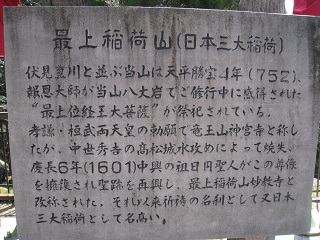 最上稲荷山(日本三大稲荷)
伏見豊川と並ぶ当山は天平勝宝4年(752)、
報恩大師が当山八丈岩でご修行中に感得された
“最上位経王大菩薩”が祭祀されている。
孝謙・桓武両天皇の勅願で竜王山神宮寺と称し
たが、中世秀吉の高松城水攻めによって焼失、
慶長6年(1601)中興の祖日円聖人がこの尊像
を擁護され聖跡を再興し、最上稲荷山妙教寺と
改称された。それ以来祈祷の名刹として又日本
三大稲荷として名高い。